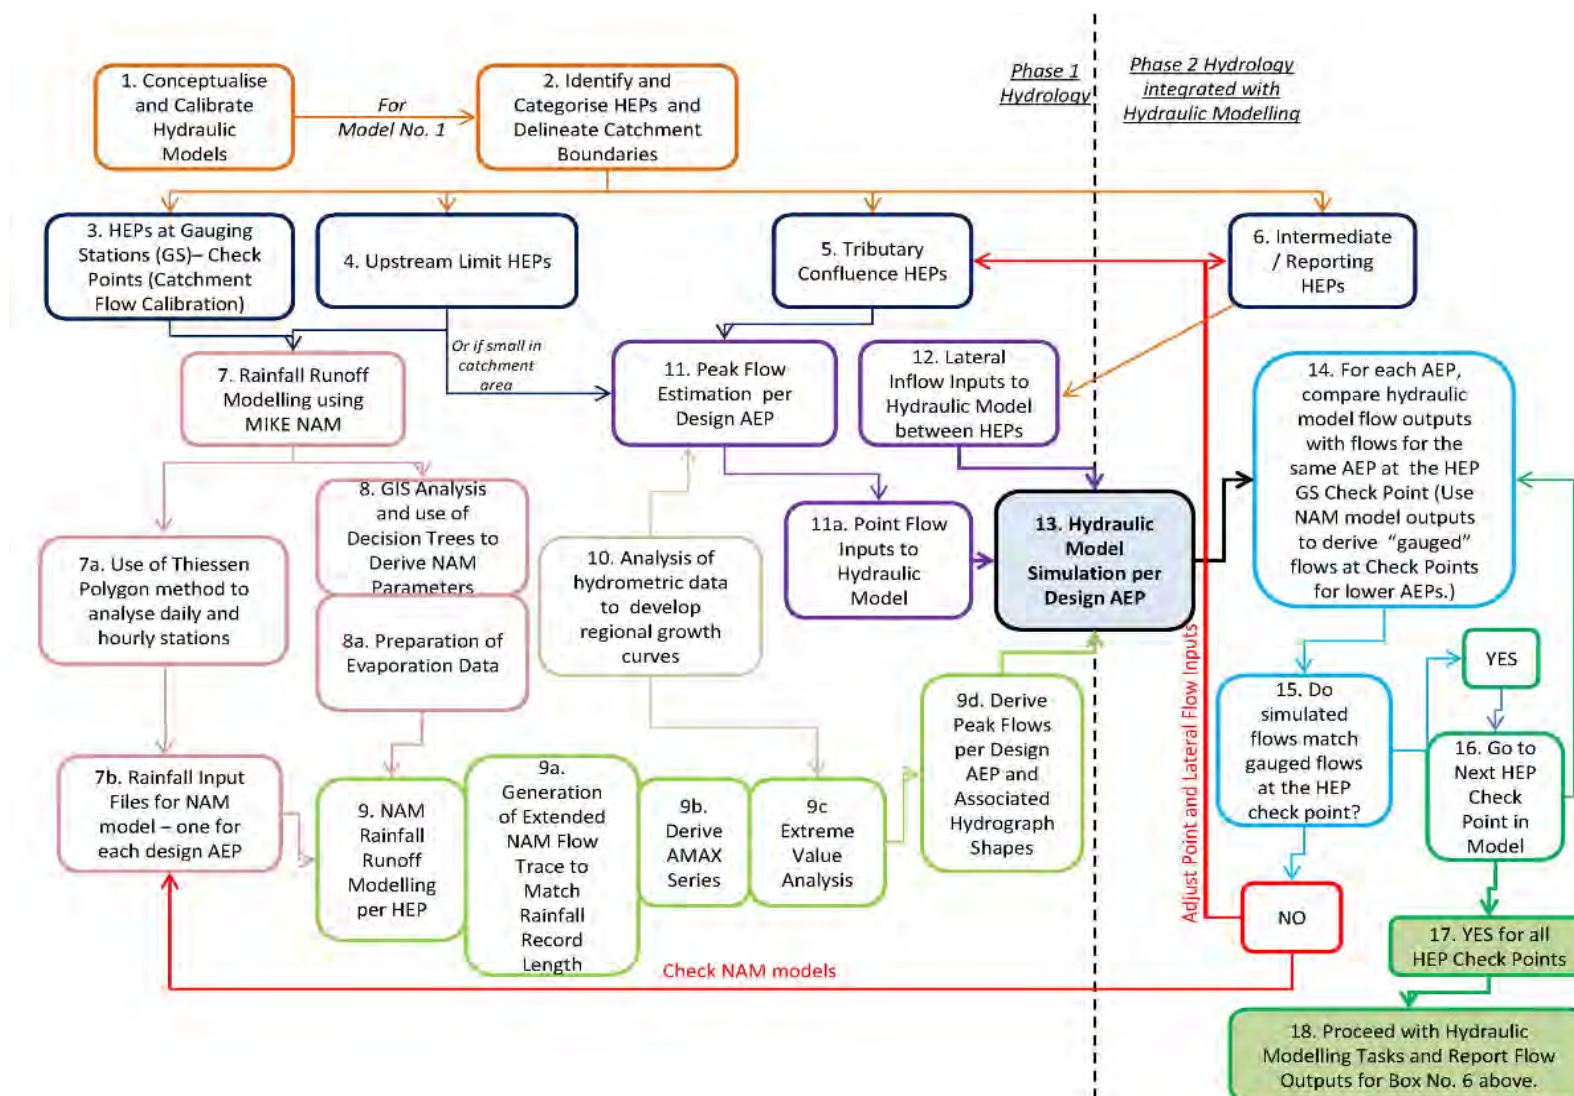 Phase 1
Hydrology
Phase 2 Hydrology
integrated with
Hydraulic Modelling
1. Conceptualise
and Calibrate
Hydraulic
Models
For
Model No. 1
2. Identify and
Categorise HEPs and
Delineate Catchment
Boundaries
3. HEPs at Gauging
Stations (GS)– Check
Points (Catchment
Flow Calibration)
4. Upstream Limit HEPs
5. Tributary
Confluence HEPs
6. Intermediate
/ Reporting
HEPs
7. Rainfall Runoff
Modelling using
MIKE NAM
Or if small in
catchment
area
11. Peak Flow
Estimation per
Design AEP
12. Lateral
Inflow Inputs to
Hydraulic Model
between HEPs
14. For each AEP,
compare hydraulic
model flow outputs
with flows for the
same AEP at the HEP
GS Check Point (Use
NAM model outputs
to derive “gauged”
flows at Check Points
for lower AEPs.)
7a. Use of Thiessen
Polygon method to
analyse daily and
hourly stations
8. GIS Analysis
and use of
Decision Trees to
Derive NAM
Parameters
8a. Preparation of
Evaporation Data
10. Analysis of
hydrometric data
to develop
regional growth
curves
11a. Point Flow
Inputs to
Hydraulic
Model
13. Hydraulic
Model
Simulation per
Design AEP
Adjust Point and Lateral Flow Inputs
15. Do
simulated
flows match
gauged flows
at the HEP
check point?
YES
16. Go to
Next HEP
Check
Point in
Model
7b. Rainfall Input
Files for NAM
model – one for
each design AEP
9. NAM
Rainfall
Runoff
Modelling
per HEP
9a.
Generation
of Extended
NAM Flow
Trace to
Match
Rainfall
Record
Length
9b.
Derive
AMAX
Series
9c
Extreme
Value
Analysis
9d. Derive
Peak Flows
per Design
AEP and
Associated
Hydrograph
Shapes
NO
Check NAM models
17. YES for all
HEP Check Points
18. Proceed with Hydraulic
Modelling Tasks and Report Flow
Outputs for Box No. 6 above.